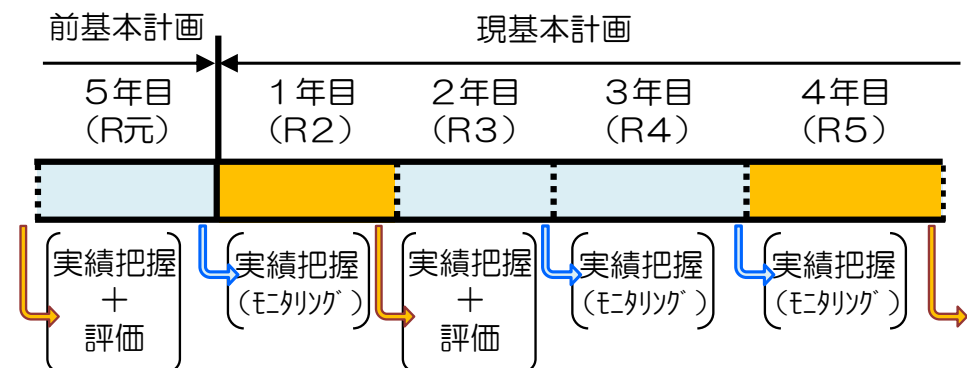 前基本計画
現基本計画
５年目
（R元）
１年目
（R２）
２年目
（R３）
３年目
（R４）
４年目
（R５）
実績把握
＋
評価
実績把握
(ﾓﾆﾀﾘﾝｸﾞ)
実績把握
＋
評価
実績把握
(ﾓﾆﾀﾘﾝｸﾞ)
実績把握
(ﾓﾆﾀﾘﾝｸﾞ)